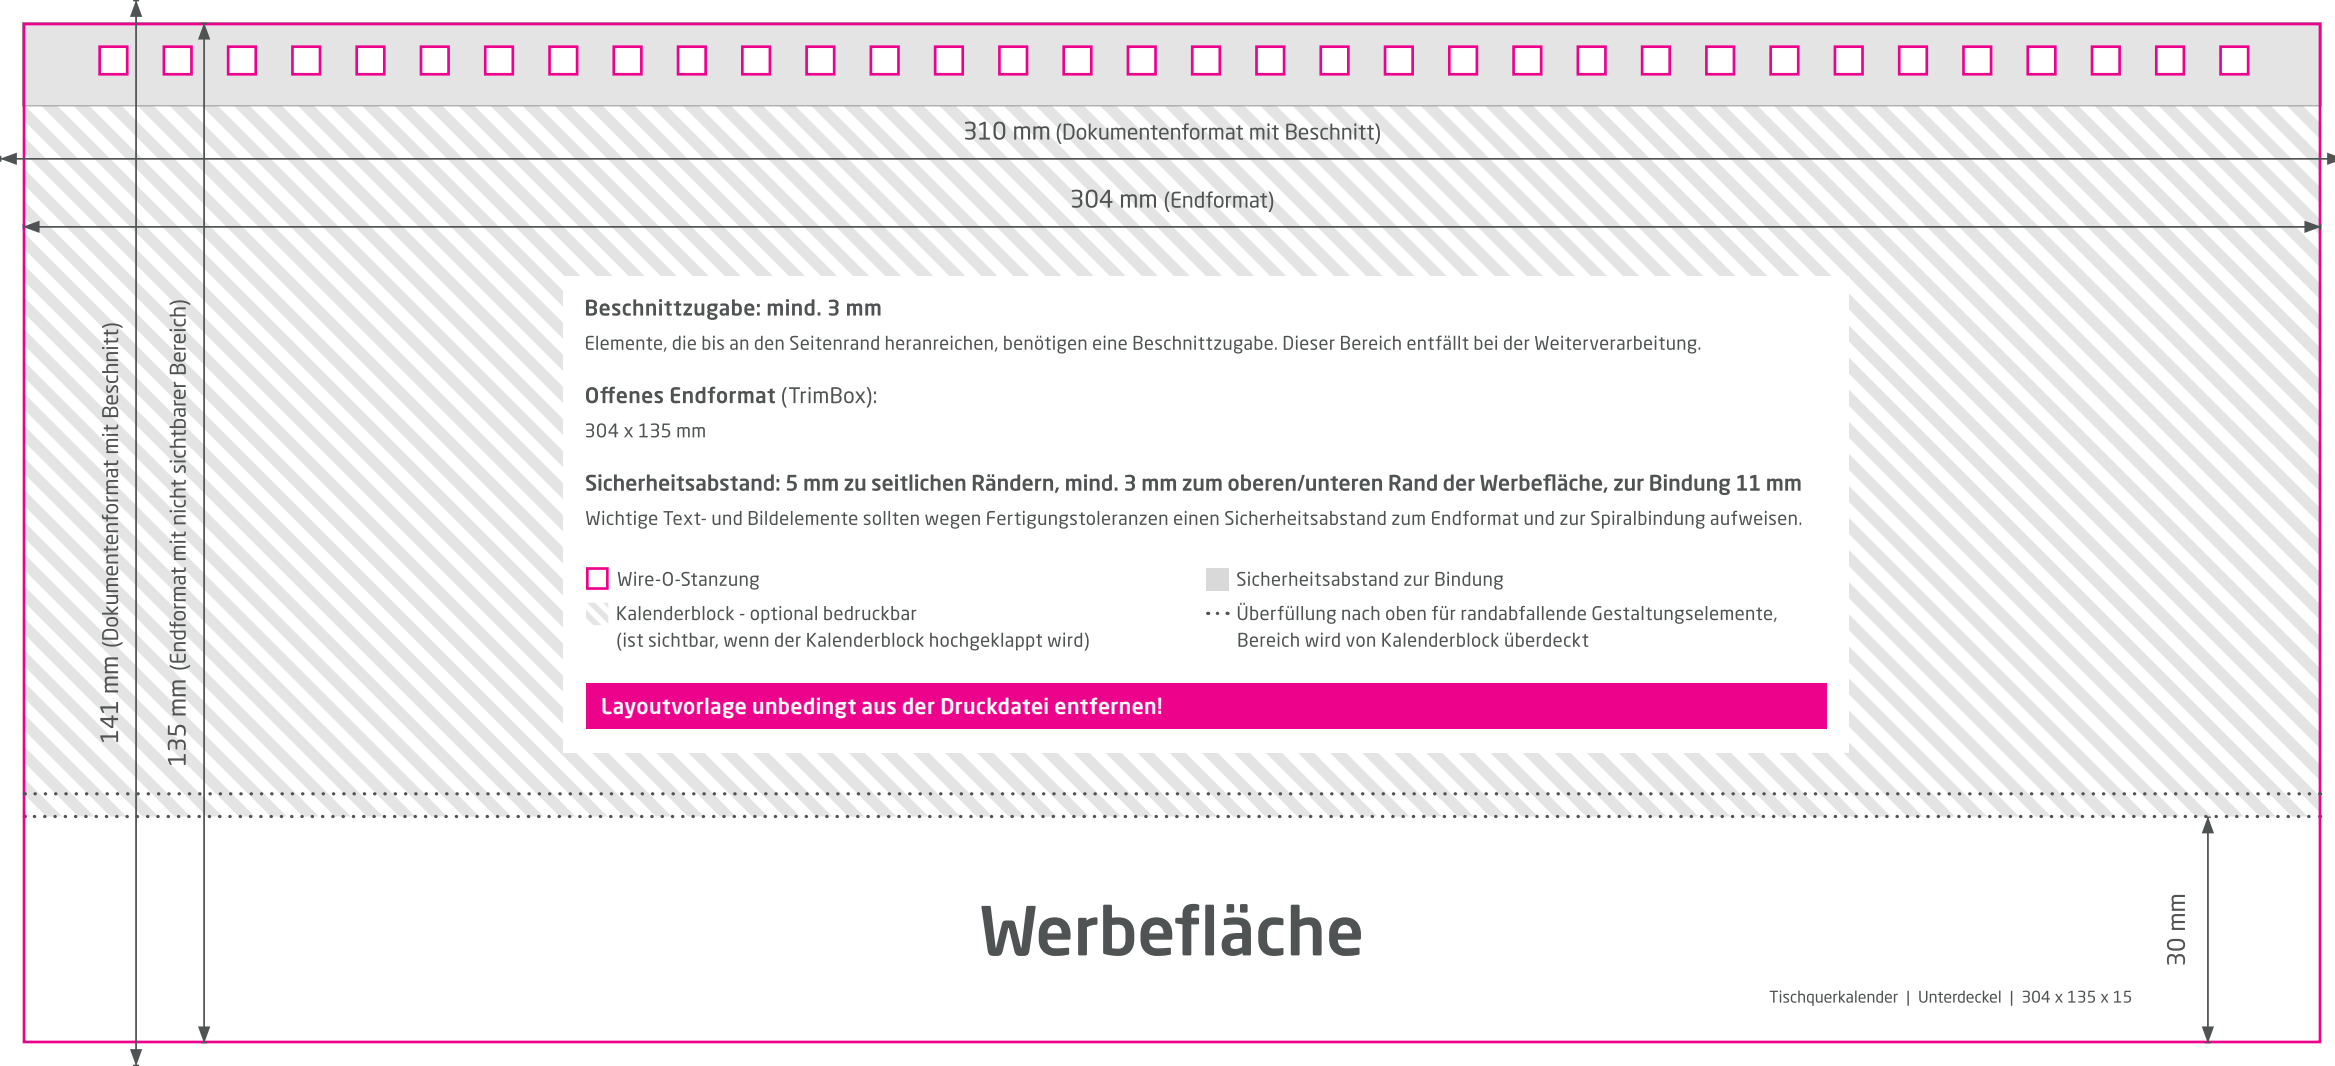 310 mm (Dokumentenformat mit Beschnitt)
304 mm (Endformat)
141 mm (Dokumentenformat mit Beschnitt)
135 mm (Endformat mit nicht sichtbarer Bereich)
Beschnittzugabe: mind. 3 mm
Elemente, die bis an den Seitenrand heranreichen, benötigen eine Beschnittzugabe. Dieser Bereich entfällt bei der Weiterverarbeitung.
Offenes Endformat (TrimBox):
304 x 135 mm
Sicherheitsabstand: 5 mm zu seitlichen Rändern, mind. 3 mm zum oberen/unteren Rand der Werbefläche, zur Bindung 11 mm
Wichtige Text- und Bildelemente sollten wegen Fertigungstoleranzen einen Sicherheitsabstand zum Endformat und zur Spiralbindung aufweisen.
Wire-O-Stanzung
Kalenderblock - optional bedruckbar
(ist sichtbar, wenn der Kalenderblock hochgeklappt wird)
Sicherheitsabstand zur Bindung
Überfüllung nach oben für randabfallende Gestaltungselemente,
Bereich wird von Kalenderblock überdeckt
Layoutvorlage unbedingt aus der Druckdatei entfernen!
Werbefläche
30 mm
Tischquerkalender | Unterdeckel | 304 x 135 x 15